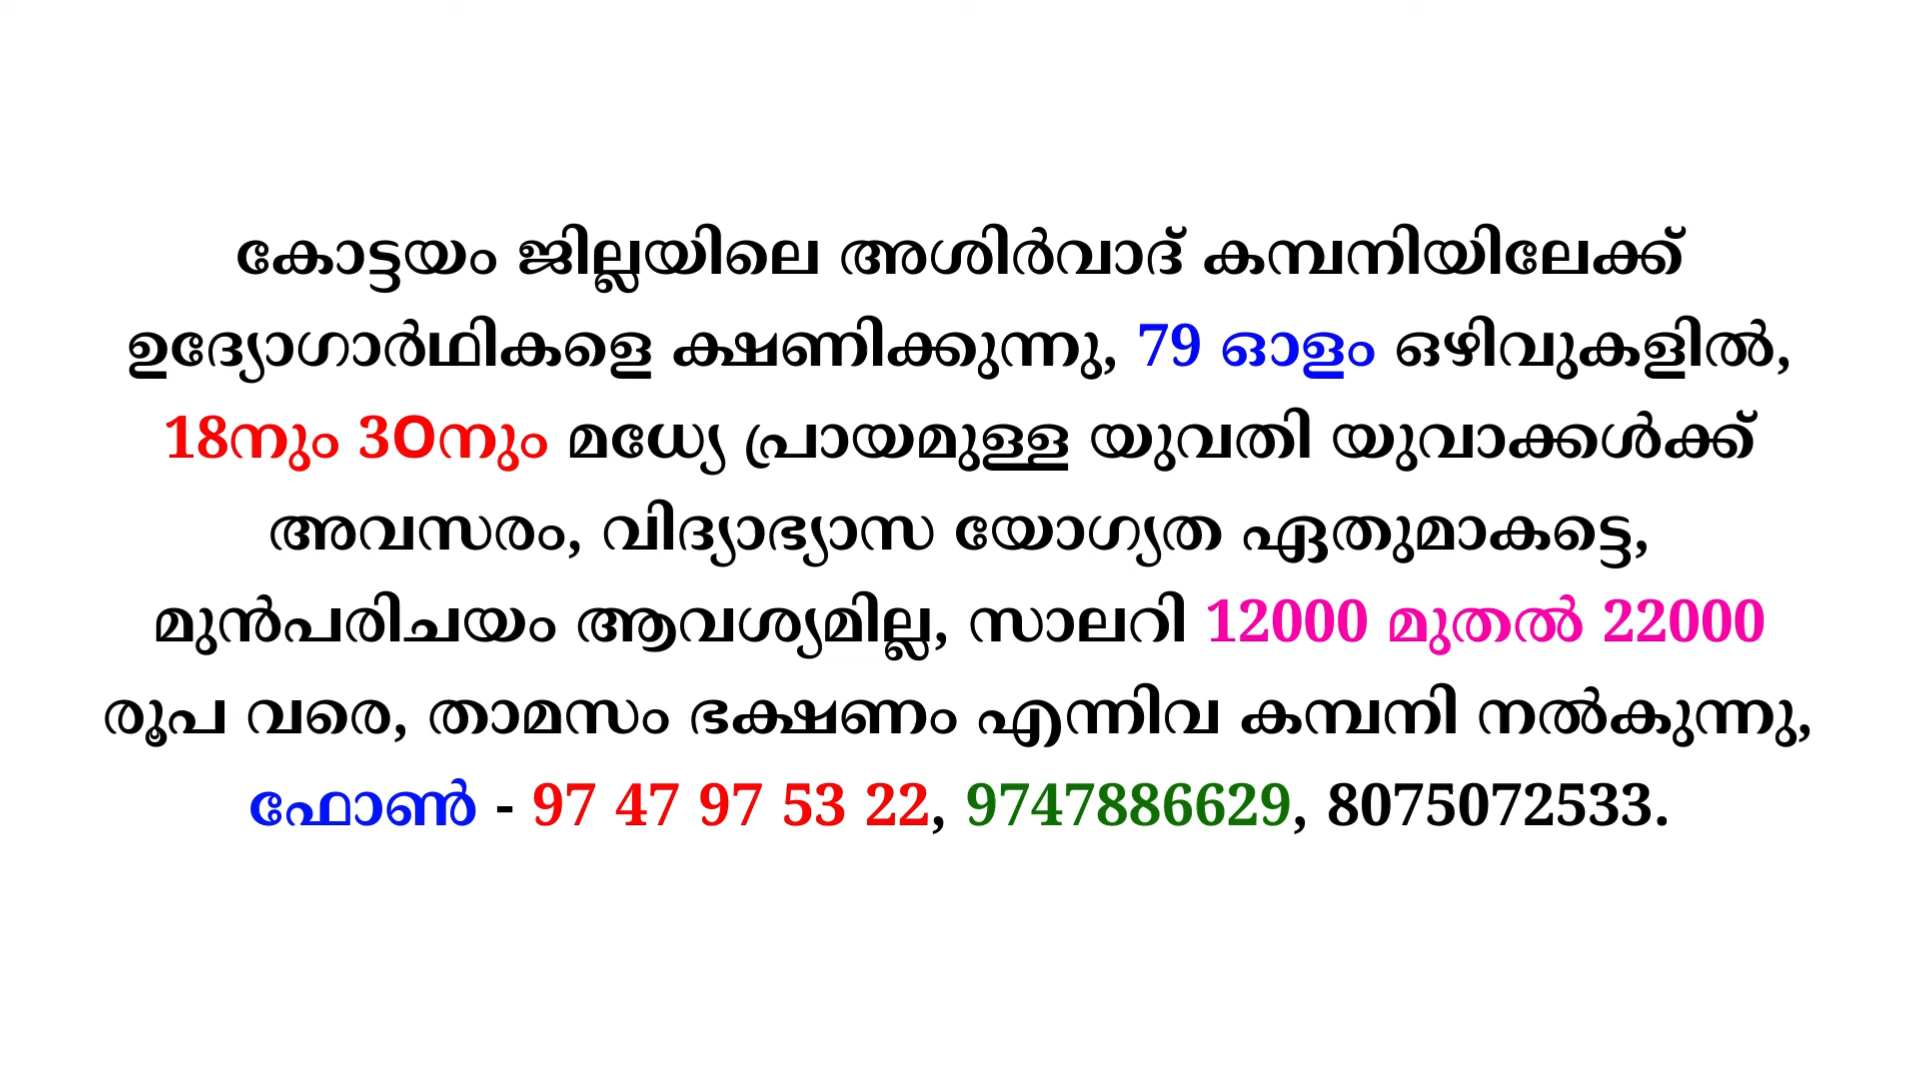 കോട്ടയം ജില്ലയിലെ അശിർവാദ് കമ്പനിയിലേക്ക്
ഉദ്യോഗാർഥികളെ ക്ഷണിക്കുന്നു, 79 ഓളം ഒഴിവുകളിൽ,
18നും 30നും മധ്യേ പ്രായമുള്ള യുവതി യുവാക്കൾക്ക്
അവസരം, വിദ്യാഭ്യാസ യോഗ്യത ഏതുമാകട്ടെ,
മുൻപരിചയം ആവശ്യമില്ല, സാലറി 12000 മുതൽ 22000
രൂപ വരെ, താമസം ഭക്ഷണം എന്നിവ കമ്പനി നൽകുന്നു,
ഫോൺ - 97 47 97 53 22, 9747886629, 8075072533.